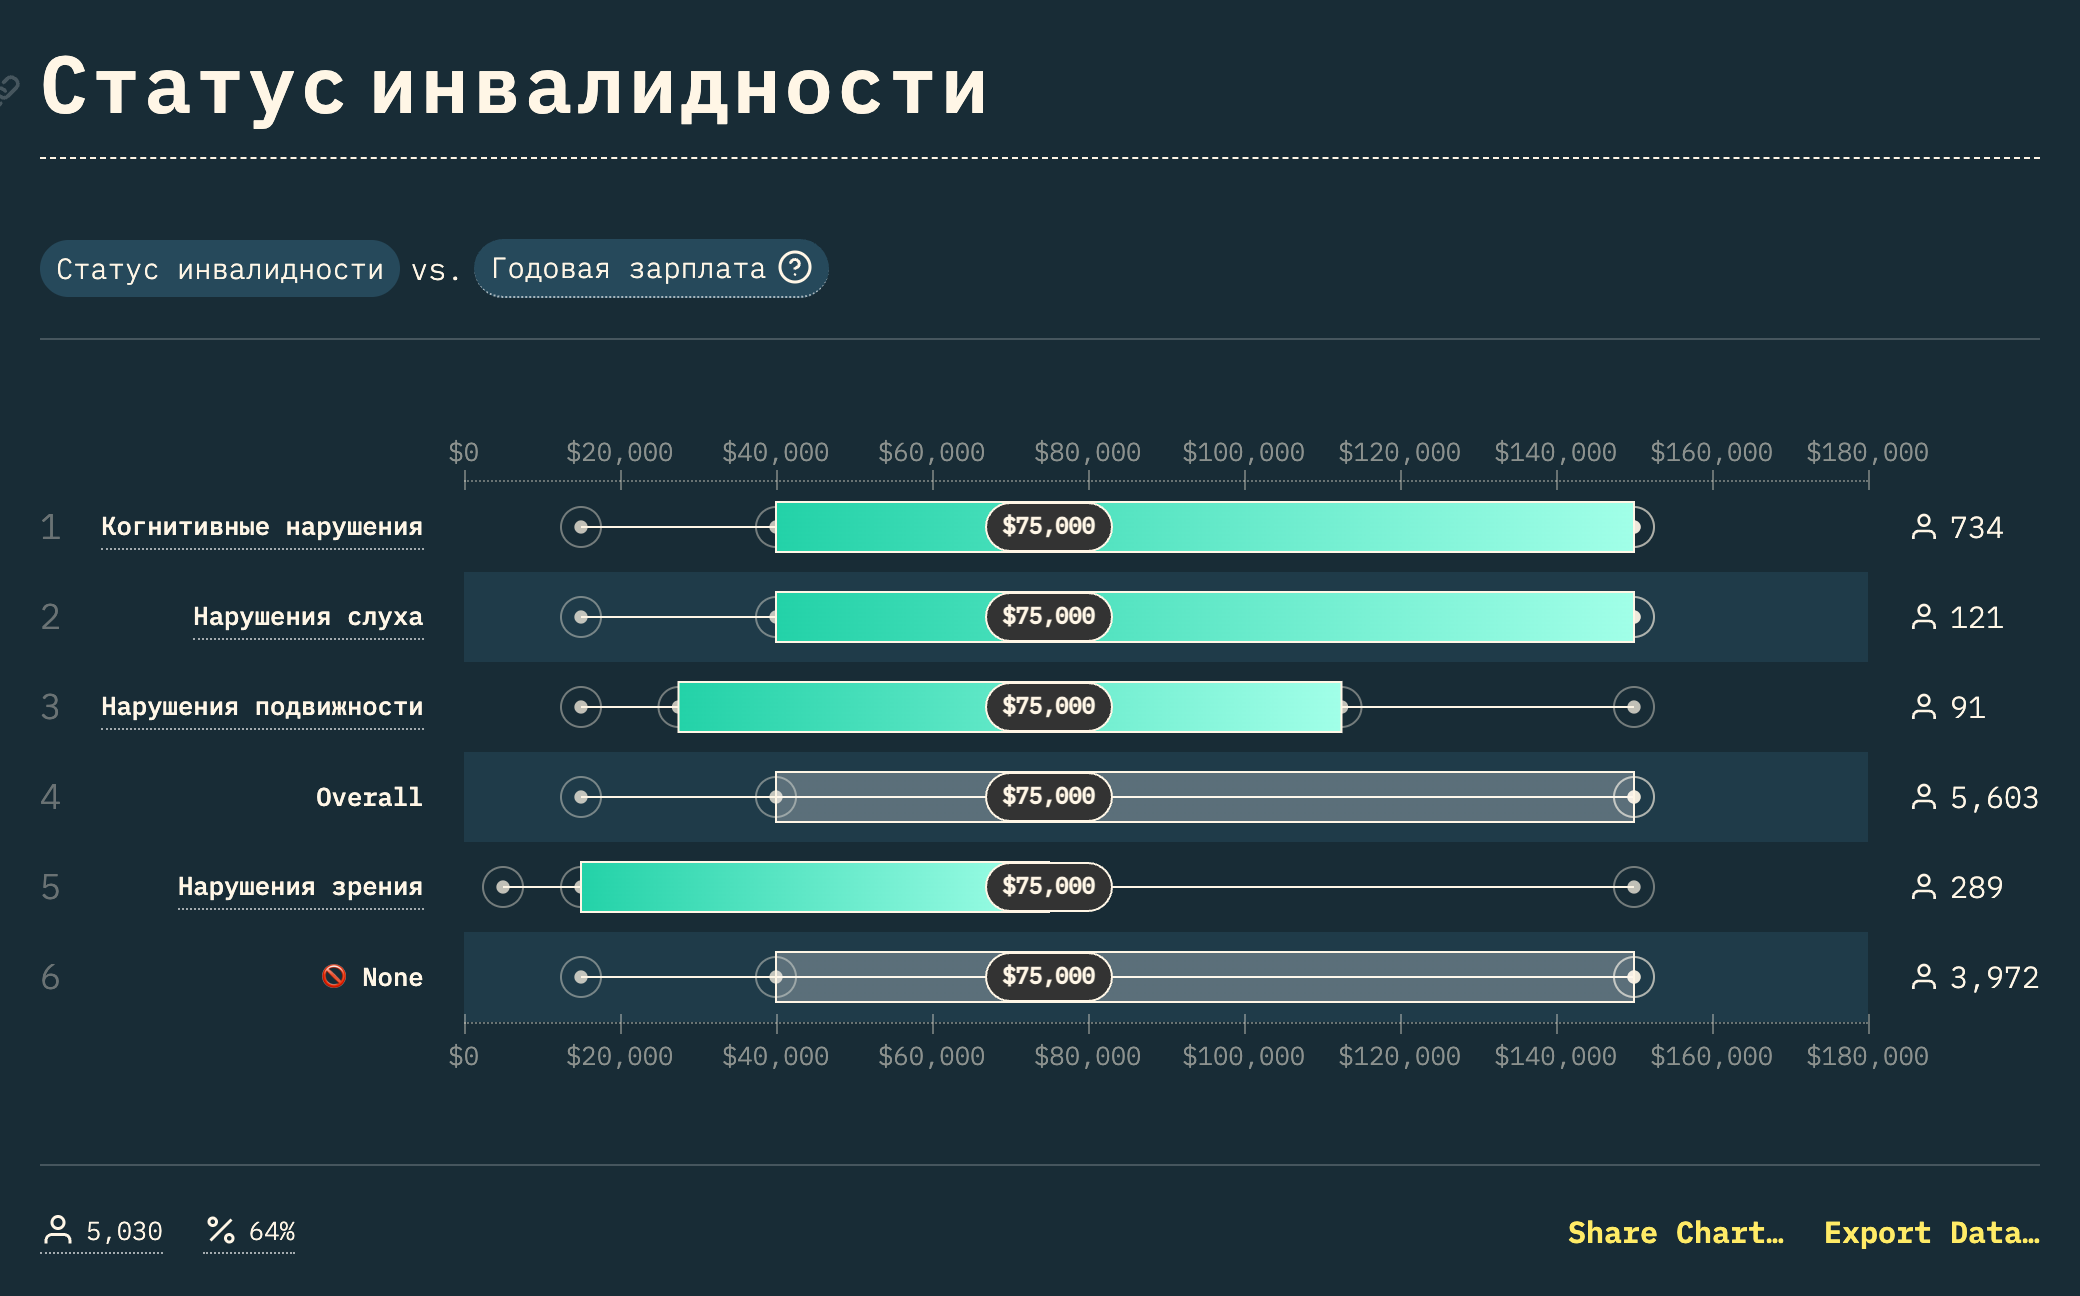 Статус инвалидности
Статус инвалидности vs. Годовая зарплата ?
$0 $20,000 $40,000 $60,000 $80,000 $100,000 $120,000 $140,000 $160,000 $180,000
1 Когнитивные нарушения $75,000 734
2 Нарушения слуха $75,000 121
3 Нарушения подвижности $75,000 91
4 Overall $75,000 5,603
5 Нарушения зрения $75,000 289
6 🚫 None $75,000 3,972
$0 $20,000 $40,000 $60,000 $80,000 $100,000 $120,000 $140,000 $160,000 $180,000
5,030 % 64% Share Chart… Export Data…